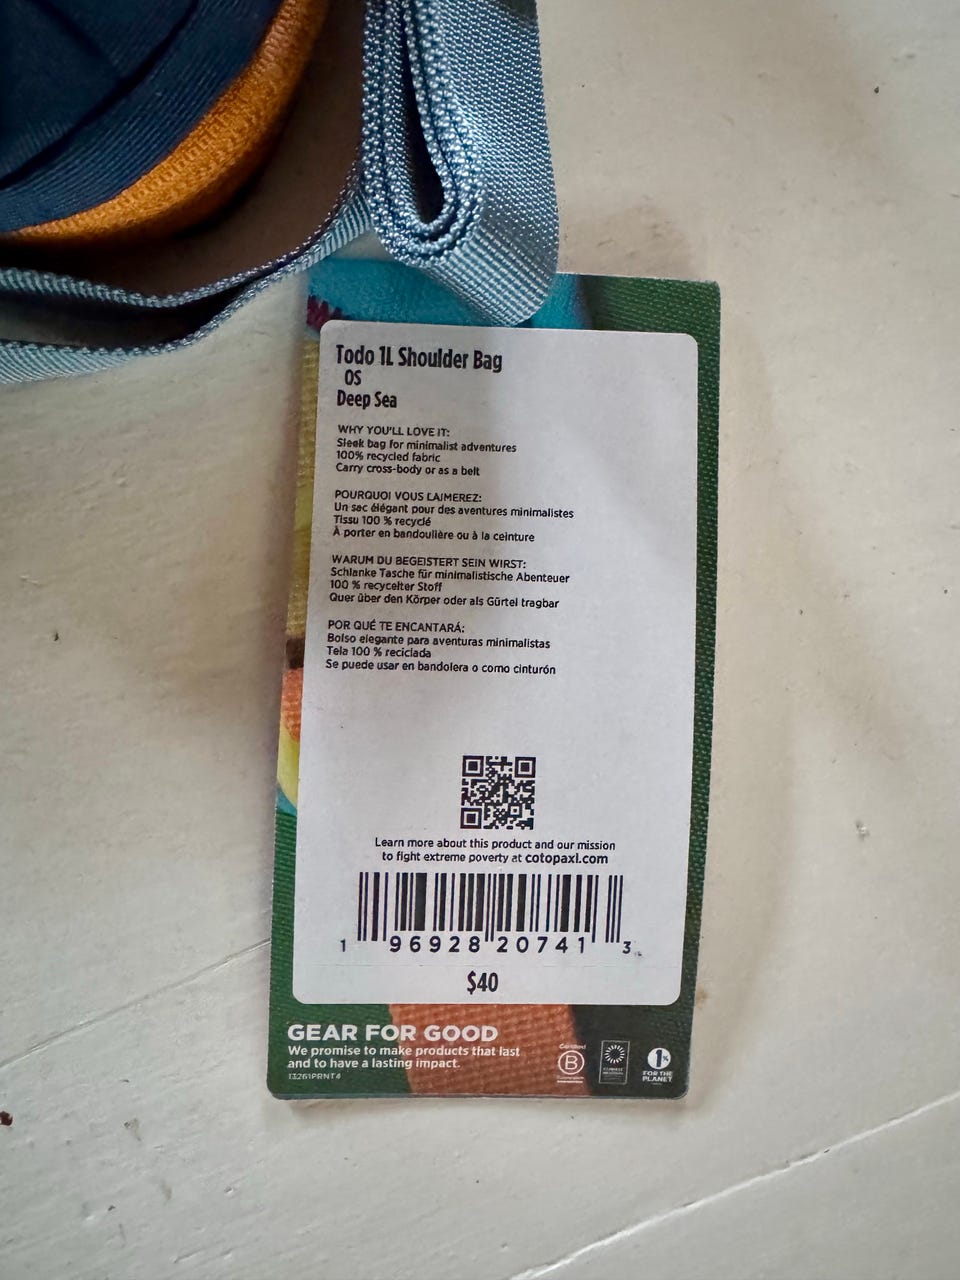 Todo 1L Shoulder Bag
OS
Deep Sea
WHY YOU'LL LOVE IT:
Sleek bag for minimalist adventures
100% recycled fabric
Carry cross-body or as a belt
POURQUOI VOUS L'AIMEREZ:
Un sac élégant pour des aventures minimalistes
Tissu 100 % recyclé
À porter en bandoulière ou à la ceinture
WARUM DU BEGEISTERT SEIN WIRST:
Schlanke Tasche für minimalistische Abenteuer
100 % recycelter Stoff
Quer über den Körper oder als Gürtel tragbar
POR QUÉ TE ENCANTARÁ:
Bolso elegante para aventuras minimalistas
Tela 100 % reciclada
Se puede usar en bandolera o como cinturón
Learn more about this product and our mission
to fight extreme poverty at cotopaxi.com
1 96928 20741 3
$40
GEAR FOR GOOD
We promise to make products that last
and to have a lasting impact.
13261PRNT4
Certified
B
1%
FOR THE
PLANET